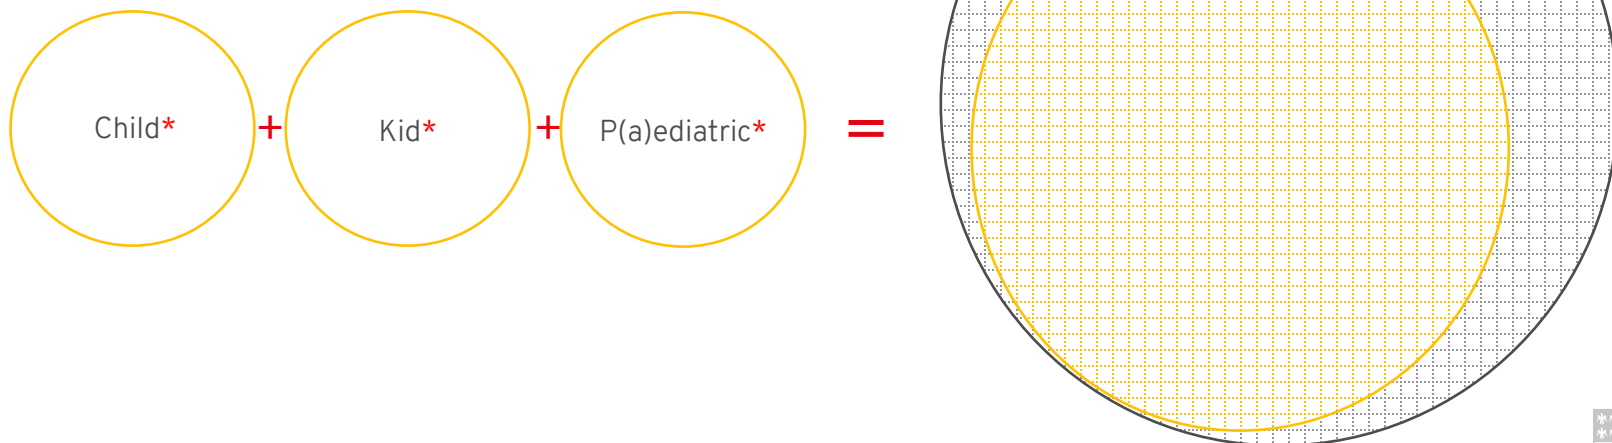 Child* + Kid* + P(a)ediatric* =